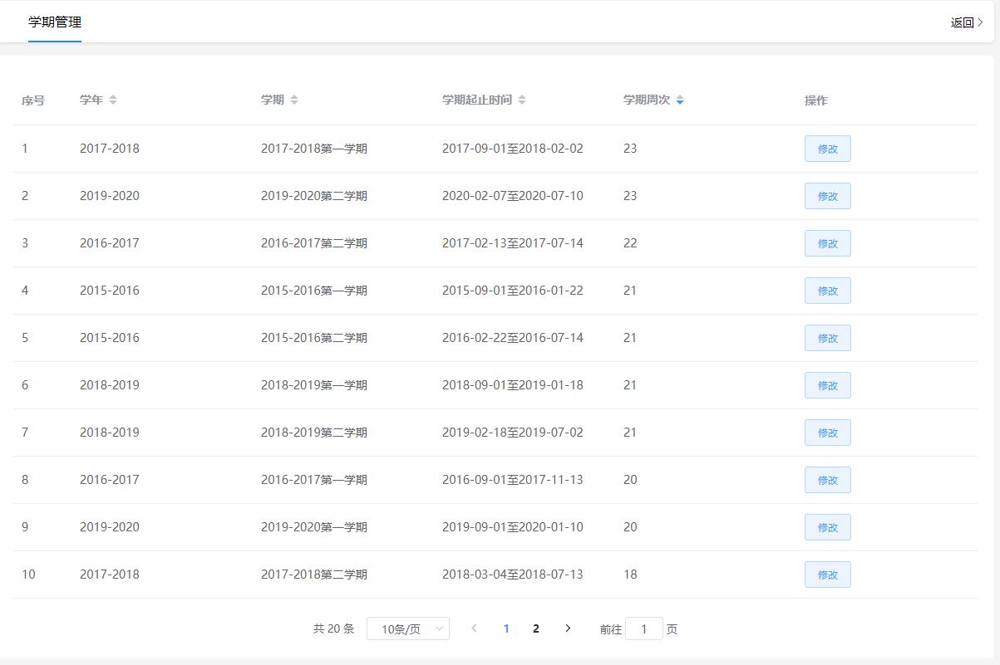 学期管理 返回
序号 学年 学期 学期起止时间 学期周次 操作
1 2017-2018 2017-2018第一学期 2017-09-01至2018-02-02 23 修改
2 2019-2020 2019-2020第二学期 2020-02-07至2020-07-10 23 修改
3 2016-2017 2016-2017第二学期 2017-02-13至2017-07-14 22 修改
4 2015-2016 2015-2016第一学期 2015-09-01至2016-01-22 21 修改
5 2015-2016 2015-2016第二学期 2016-02-22至2016-07-14 21 修改
6 2018-2019 2018-2019第一学期 2018-09-01至2019-01-18 21 修改
7 2018-2019 2018-2019第二学期 2019-02-18至2019-07-02 21 修改
8 2016-2017 2016-2017第一学期 2016-09-01至2017-11-13 20 修改
9 2019-2020 2019-2020第一学期 2019-09-01至2020-01-10 20 修改
10 2017-2018 2017-2018第二学期 2018-03-04至2018-07-13 18 修改
共 20 条 10条/页 1 2 前往 1 页